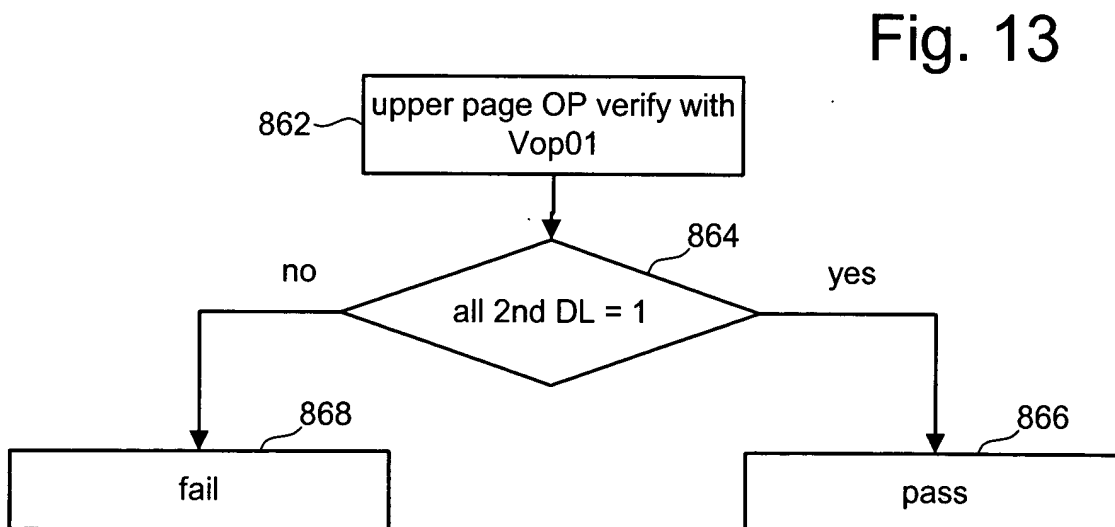 Fig. 13
upper page OP verify with
Vop01
862
864
no
yes
all 2nd DL = 1
868
866
fail
pass